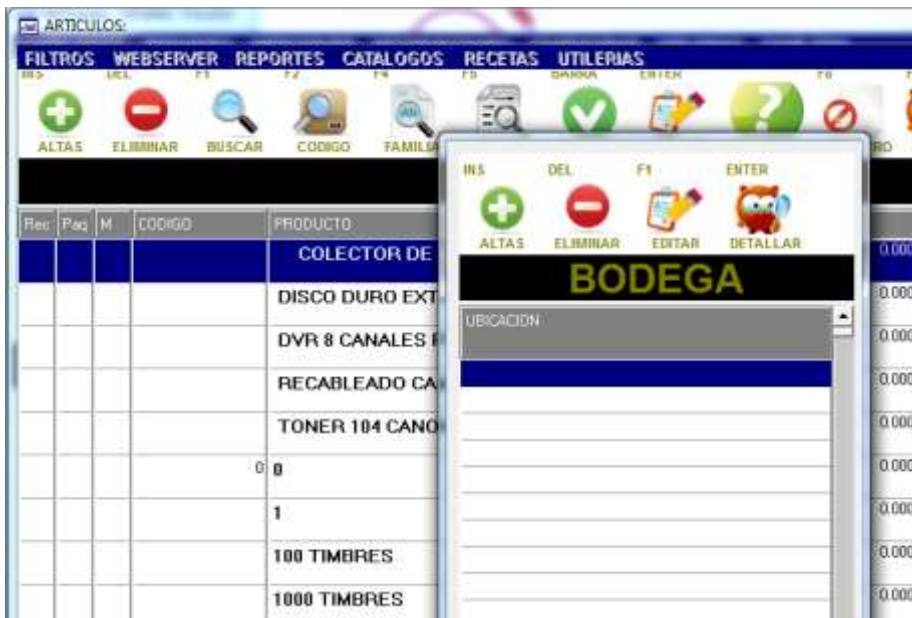 ARTICULOS:
FILTROS WEBSERVER REPORTES CATALOGOS RECETAS UTILERIAS
INS DEL F1 F2 F4 F5 BARRA ENTER F6
ALTAS ELIMINAR BUSCAR CODIGO
Rec Paq M CODIGO PRODUCTO
COLECTOR DE
DISCO DURO EXT
DVR 8 CANALES
RECABLEADO CA
TONER 104 CANO
0 0
1
100 TIMBRES
1000 TIMBRES
INS DEL F1 ENTER
ALTAS ELIMINAR EDITAR DETALLAR
BODEGA
UBICACION